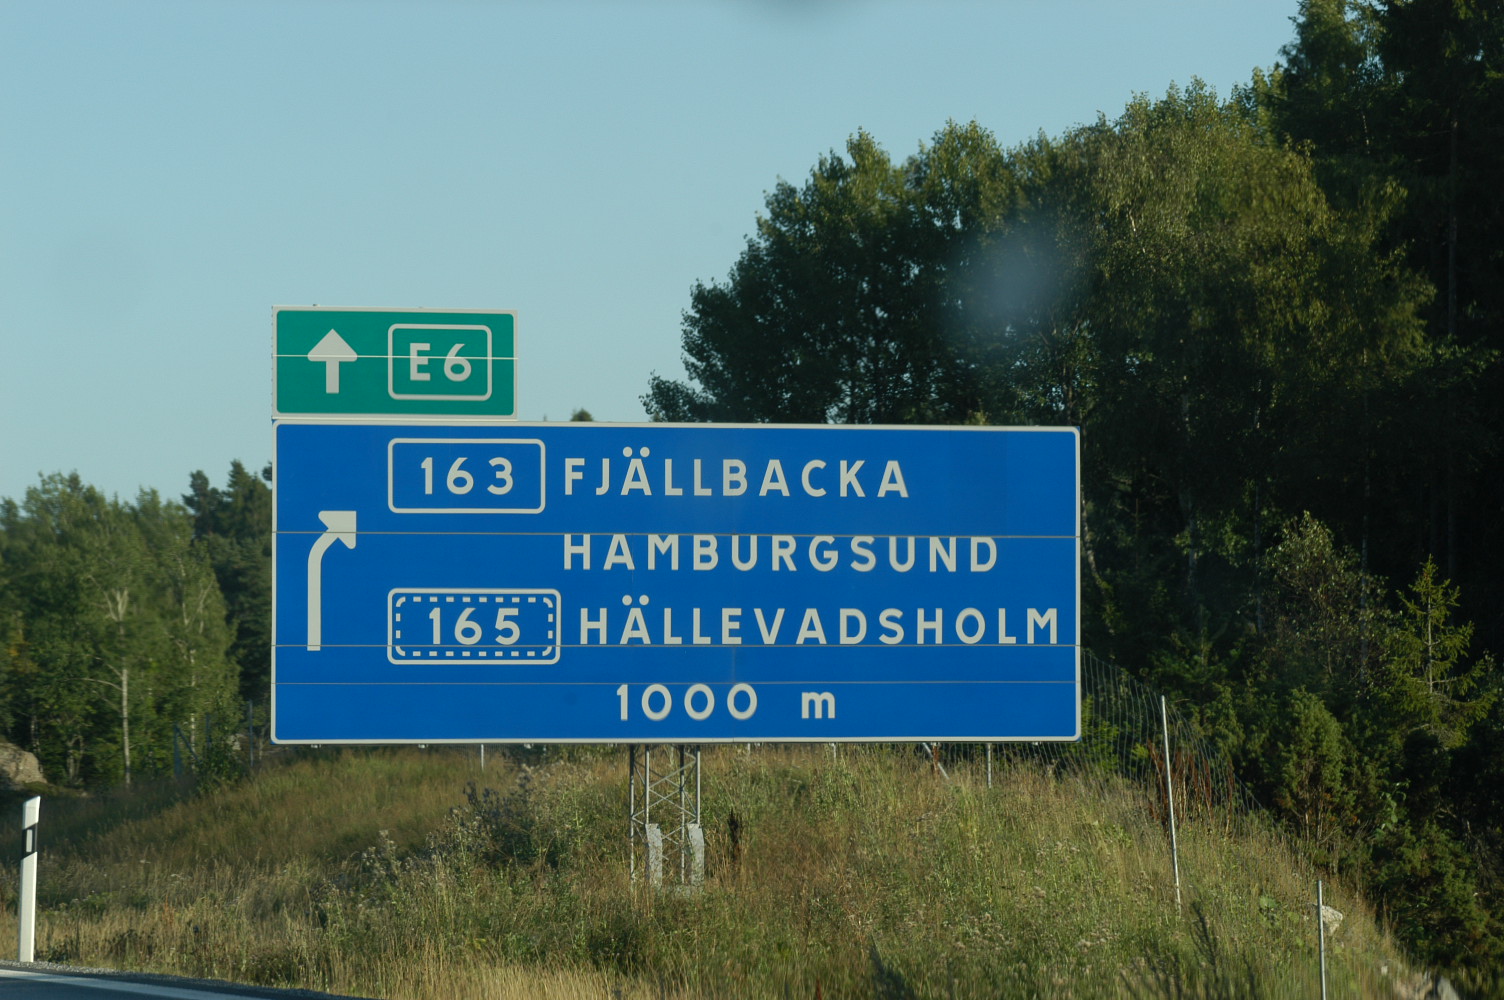 E6
163 FJÄLLBACKA
HAMBURGSUND
165 HÄLLEVADSHOLM
1000 m